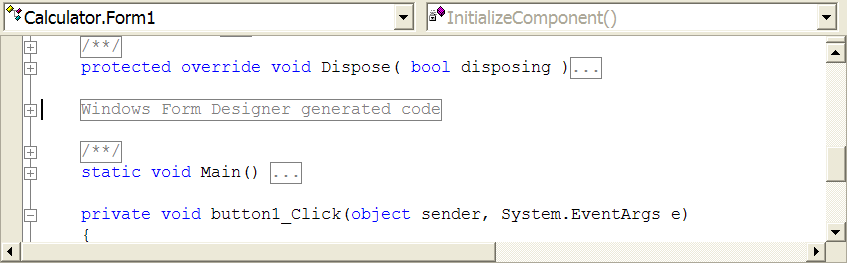 Calculator.Form1 InitializeComponent()
/**/
protected override void Dispose( bool disposing )...
Windows Form Designer generated code
/**/
static void Main() ...
private void button1_Click(object sender, System.EventArgs e)
{